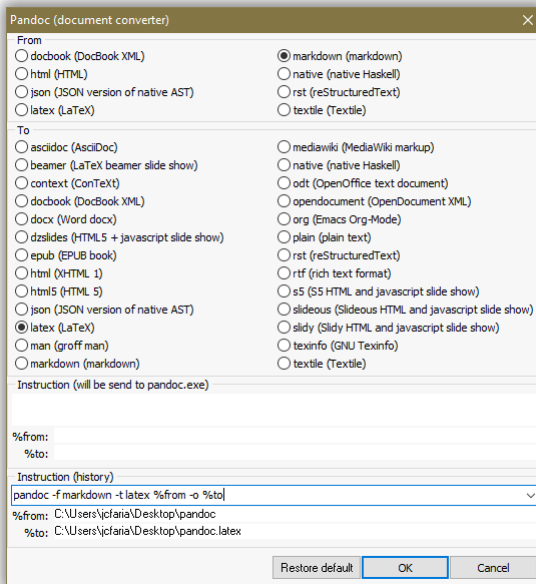 Pandoc (document converter)
From
docbook (DocBook XML)
html (HTML)
json (JSON version of native AST)
latex (LaTeX)
markdown (markdown)
native (native Haskell)
rst (reStructuredText)
textile (Textile)
To
asciidoc (AsciiDoc)
beamer (LaTeX beamer slide show)
context (ConTeXt)
docbook (DocBook XML)
docx (Word docx)
dzslides (HTML5 + javascript slide show)
epub (EPUB book)
html (XHTML 1)
html5 (HTML 5)
json (JSON version of native AST)
latex (LaTeX)
man (groff man)
markdown (markdown)
mediawiki (MediaWiki markup)
native (native Haskell)
odt (OpenOffice text document)
opendocument (OpenDocument XML)
org (Emacs Org-Mode)
plain (plain text)
rst (reStructuredText)
rtf (rich text format)
s5 (S5 HTML and javascript slide show)
slideous (Slideous HTML and javascript slide show)
slidy (Slidy HTML and javascript slide show)
texinfo (GNU Texinfo)
textile (Textile)
Instruction (will be send to pandoc.exe)
%from:
%to:
Instruction (history)
pandoc -f markdown -t latex %from -o %to
%from: C:\Users\jcfaria\Desktop\pandoc
%to: C:\Users\jcfaria\Desktop\pandoc.latex
Restore default OK Cancel